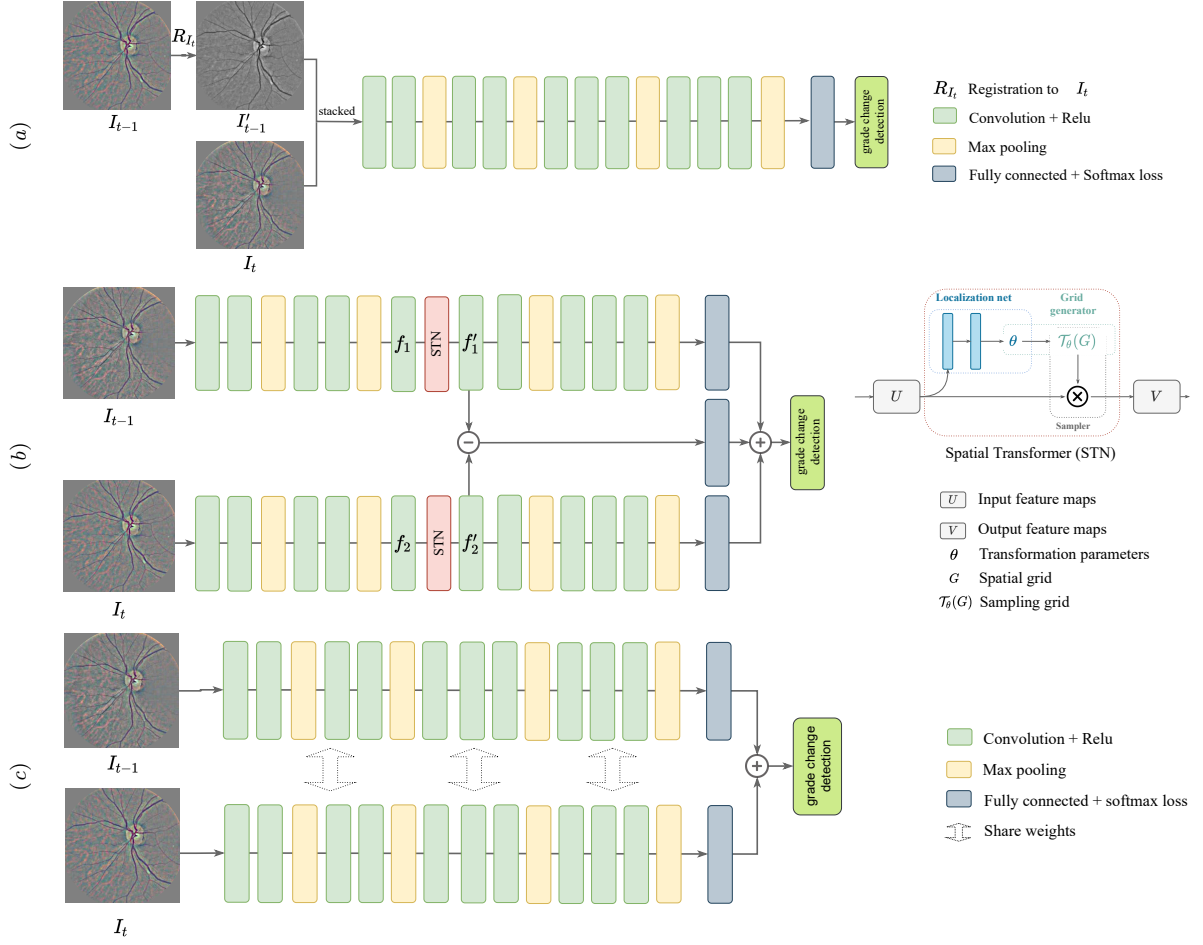 (a)
R_{I_t}
I_{t-1}
I'_{t-1}
I_t
stacked
grade change
detection
R_{I_t} Registration to I_t
Convolution + Relu
Max pooling
Fully connected + Softmax loss
(b)
I_{t-1}
f_1
STN
f'_1
−
+
grade change
detection
f_2
STN
f'_2
I_t
Localization net
Grid
generator
θ
𝒯_θ(G)
U
V
Sampler
Spatial Transformer (STN)
U Input feature maps
V Output feature maps
θ Transformation parameters
G Spatial grid
𝒯_θ(G) Sampling grid
(c)
I_{t-1}
I_t
+
grade change
detection
Convolution + Relu
Max pooling
Fully connected + softmax loss
Share weights